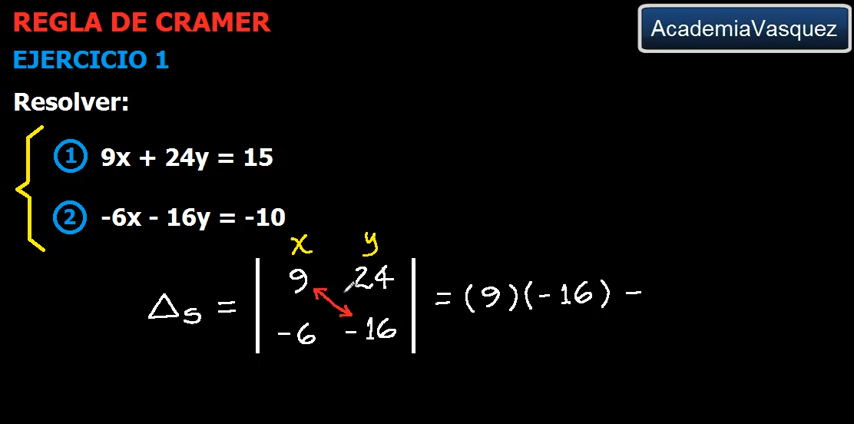 REGLA DE CRAMER
AcademiaVasquez
EJERCICIO 1
Resolver:
1 9x + 24y = 15
2 -6x - 16y = -10
x y
9 24
Δs = = (9)(-16) -
-6 -16